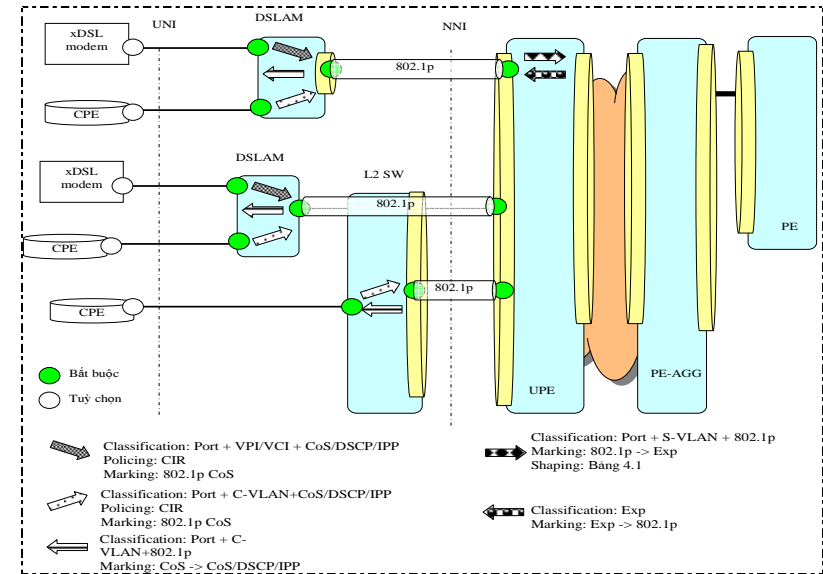 UNI
DSLAM
NNI
xDSL
modem
802.1p
CPE
DSLAM
xDSL
modem
L2 SW
802.1p
PE
CPE
802.1p
CPE
Bắt buộc
Tuỳ chọn
UPE
PE-AGG
Classification: Port + VPI/VCI + CoS/DSCP/IPP
Policing: CIR
Marking: 802.1p CoS
Classification: Port + C-VLAN+CoS/DSCP/IPP
Policing: CIR
Marking: 802.1p CoS
Classification: Port + C-
VLAN+802.1p
Marking: CoS -> CoS/DSCP/IPP
Classification: Port + S-VLAN + 802.1p
Marking: 802.1p -> Exp
Shaping: Bảng 4.1
Classification: Exp
Marking: Exp -> 802.1p